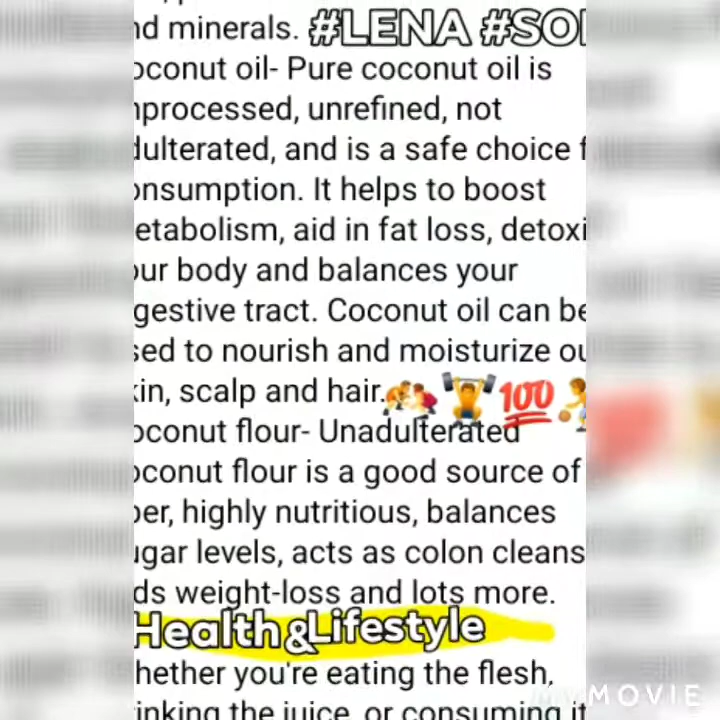 nd minerals. #LENA #SO
oconut oil- Pure coconut oil is
nprocessed, unrefined, not
dulterated, and is a safe choice f
onsumption. It helps to boost
etabolism, aid in fat loss, detoxi
our body and balances your
gestive tract. Coconut oil can be
sed to nourish and moisturize ou
kin, scalp and hair. 100
oconut flour- Unadulterated
oconut flour is a good source of
ber, highly nutritious, balances
ugar levels, acts as colon cleans
ds weight-loss and lots more.
Health&Lifestyle
hether you're eating the flesh,
inking the juice, or consuming it
MOVIE